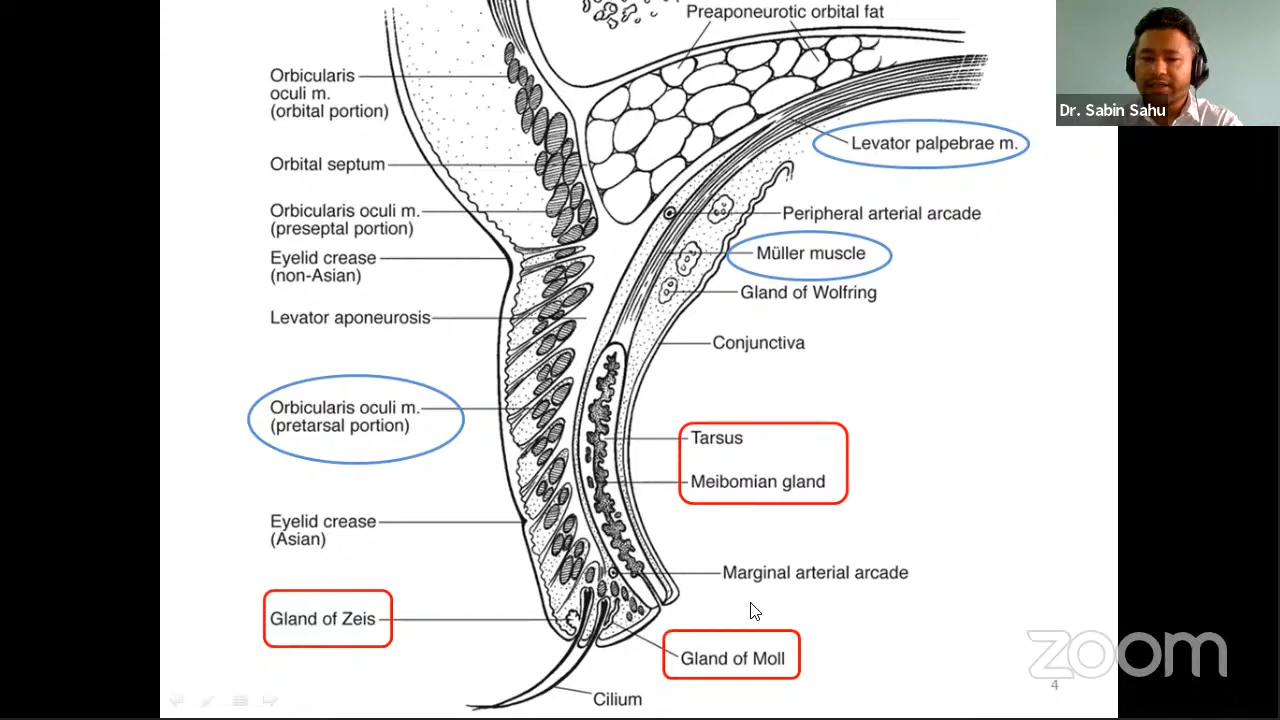 Preaponeurotic orbital fat
Dr. Sabin Sahu
Orbicularis
oculi m.
(orbital portion)
Levator palpebrae m.
Orbital septum
Orbicularis oculi m.
(preseptal portion)
Peripheral arterial arcade
Eyelid crease
(non-Asian)
Müller muscle
Gland of Wolfring
Levator aponeurosis
Conjunctiva
Orbicularis oculi m.
(pretarsal portion)
Tarsus
Meibomian gland
Eyelid crease
(Asian)
Marginal arterial arcade
Gland of Zeis
Gland of Moll
Cilium
zoom
4